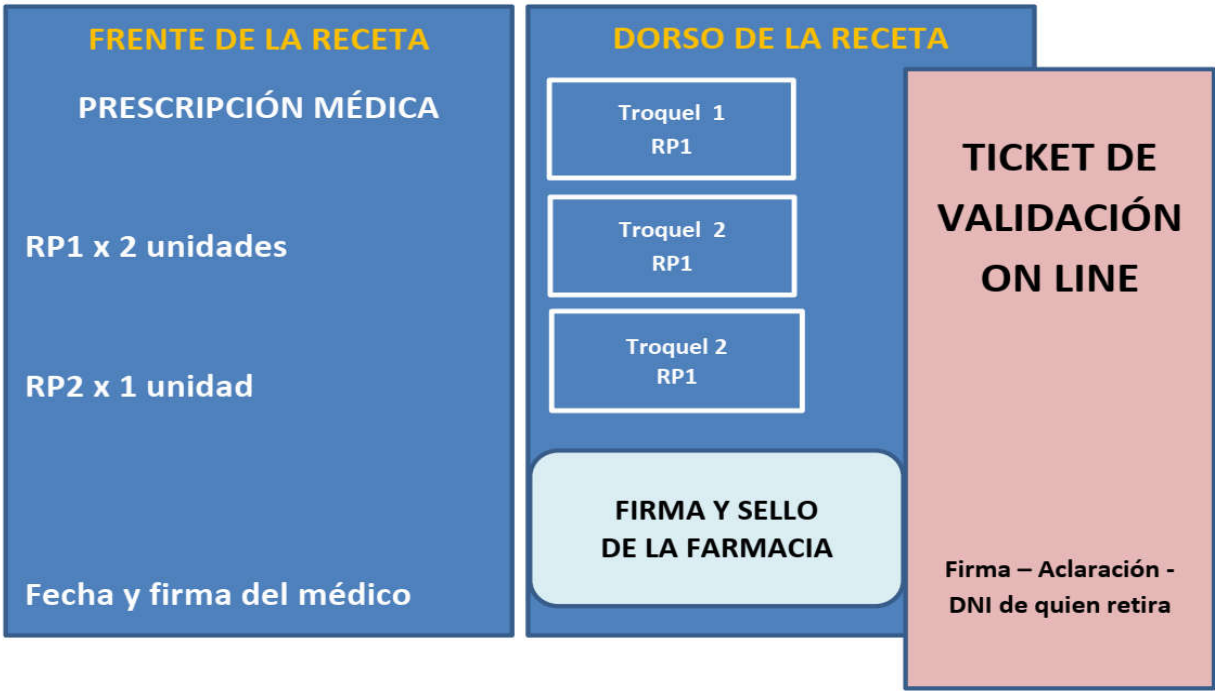 FRENTE DE LA RECETA
PRESCRIPCIÓN MÉDICA
RP1 x 2 unidades
RP2 x 1 unidad
Fecha y firma del médico
DORSO DE LA RECETA
Troquel 1
RP1
Troquel 2
RP1
Troquel 2
RP1
FIRMA Y SELLO
DE LA FARMACIA
TICKET DE
VALIDACIÓN
ON LINE
Firma – Aclaración -
DNI de quien retira